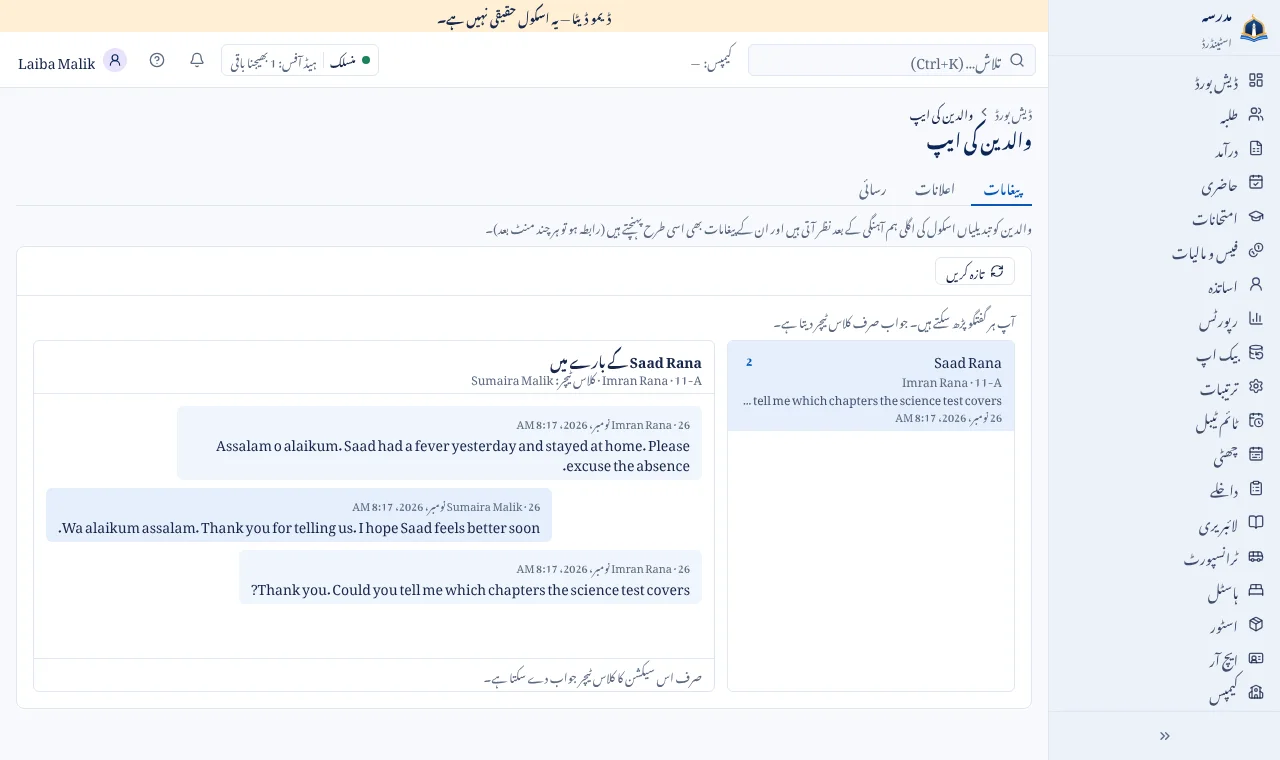 ڈیمو ڈیٹا — یہ اسکول حقیقی نہیں ہے۔
مدرسہ
اسٹینڈرڈ
تلاش... (Ctrl+K)
کیمپس: —
منسلک
ہیڈ آفس: 1 بھیجنا باقی
Laiba Malik
ڈیش بورڈ
طلبہ
درآمد
حاضری
امتحانات
فیس و مالیات
اساتذہ
رپورٹس
بیک اپ
ترتیبات
ٹائم ٹیبل
چھٹی
داخلے
لائبریری
ٹرانسپورٹ
ہاسٹل
اسٹور
ایچ آر
کیمپس
ڈیش بورڈ
والدین کی ایپ
والدین کی ایپ
پیغامات
اعلانات
رسائی
والدین کو تبدیلیاں اسکول کی اگلی ہم آہنگی کے بعد نظر آتی ہیں اور ان کے پیغامات بھی اسی طرح پہنچتے ہیں (رابطہ ہو تو ہر چند منٹ بعد)۔
تازہ کریں
آپ ہر گفتگو پڑھ سکتے ہیں۔ جواب صرف کلاس ٹیچر دیتا ہے۔
Saad Rana
2
Imran Rana · 11-A
... tell me which chapters the science test covers
26 نومبر، 2026، 8:17 AM
Saad Rana کے بارے میں
Imran Rana · 11-A · کلاس ٹیچر: Sumaira Malik
Imran Rana · 26 نومبر، 2026، 8:17 AM
Assalam o alaikum. Saad had a fever yesterday and stayed at home. Please
excuse the absence.
Sumaira Malik · 26 نومبر، 2026، 8:17 AM
Wa alaikum assalam. Thank you for telling us. I hope Saad feels better soon.
Imran Rana · 26 نومبر، 2026، 8:17 AM
Thank you. Could you tell me which chapters the science test covers?
صرف اس سیکشن کا کلاس ٹیچر جواب دے سکتا ہے۔